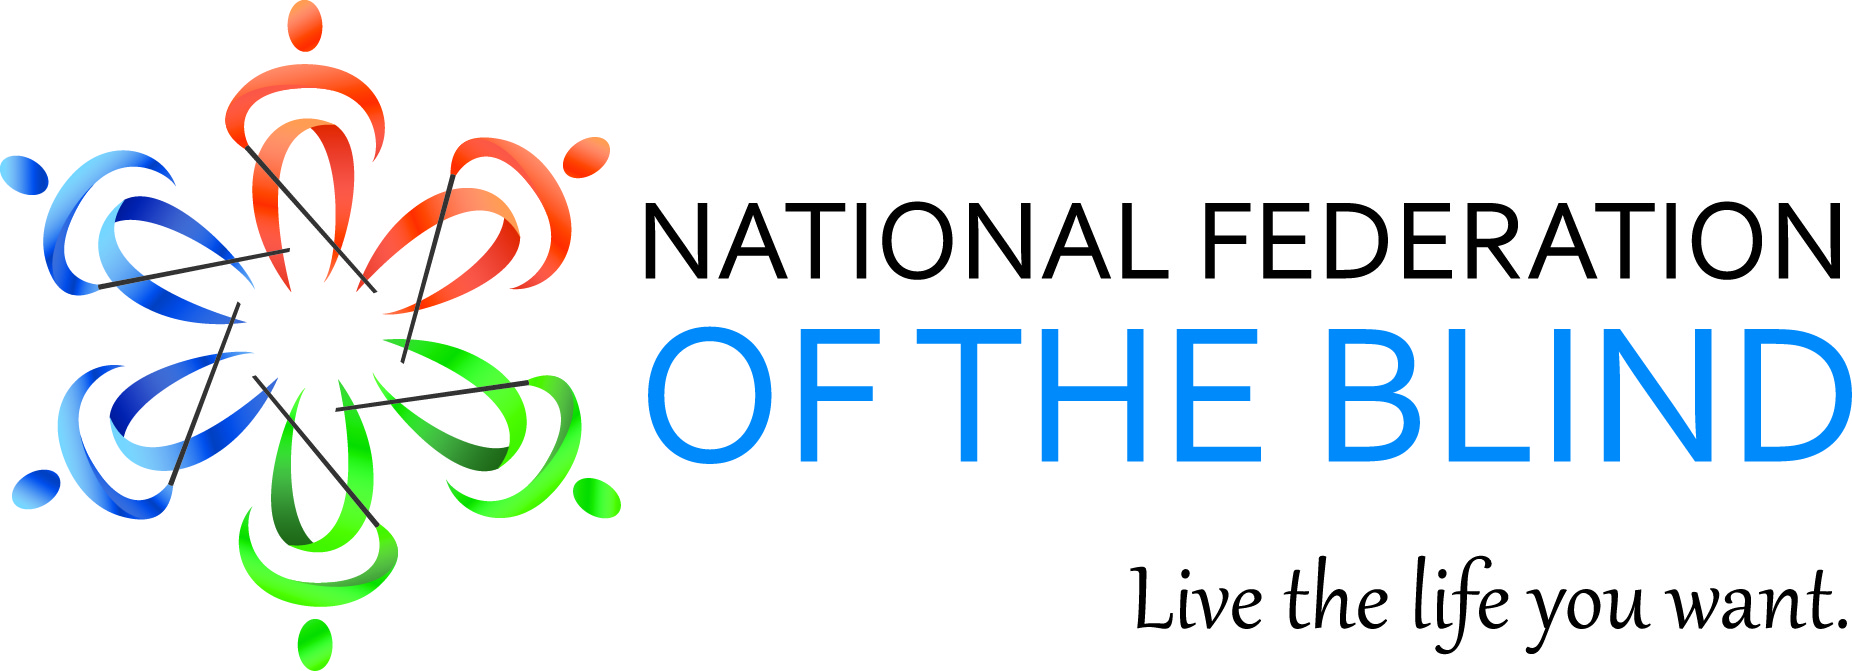 NATIONAL FEDERATION
OF THE BLIND
Live the life you want.